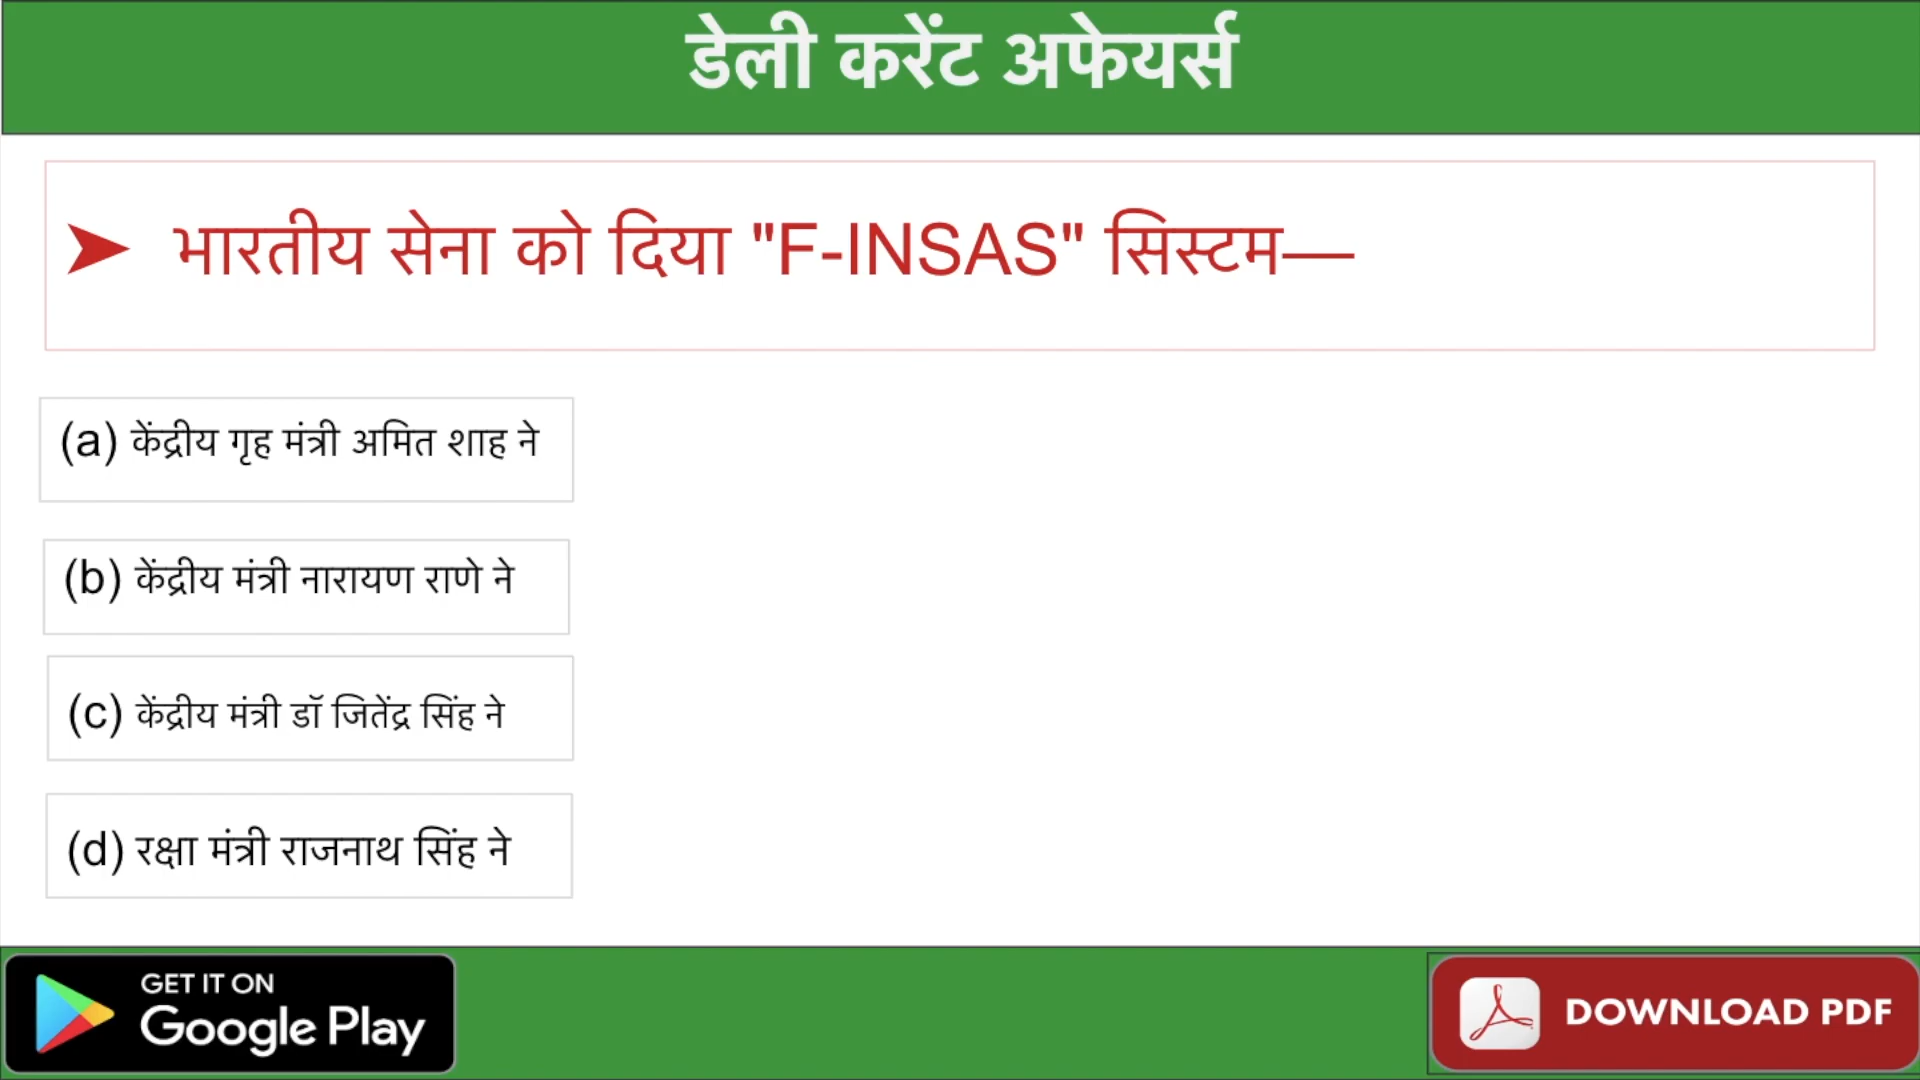 डेली करेंट अफेयर्स
➤ भारतीय सेना को दिया "F-INSAS" सिस्टम—
(a) केंद्रीय गृह मंत्री अमित शाह ने
(b) केंद्रीय मंत्री नारायण राणे ने
(c) केंद्रीय मंत्री डॉ जितेंद्र सिंह ने
(d) रक्षा मंत्री राजनाथ सिंह ने
GET IT ON
Google Play
DOWNLOAD PDF